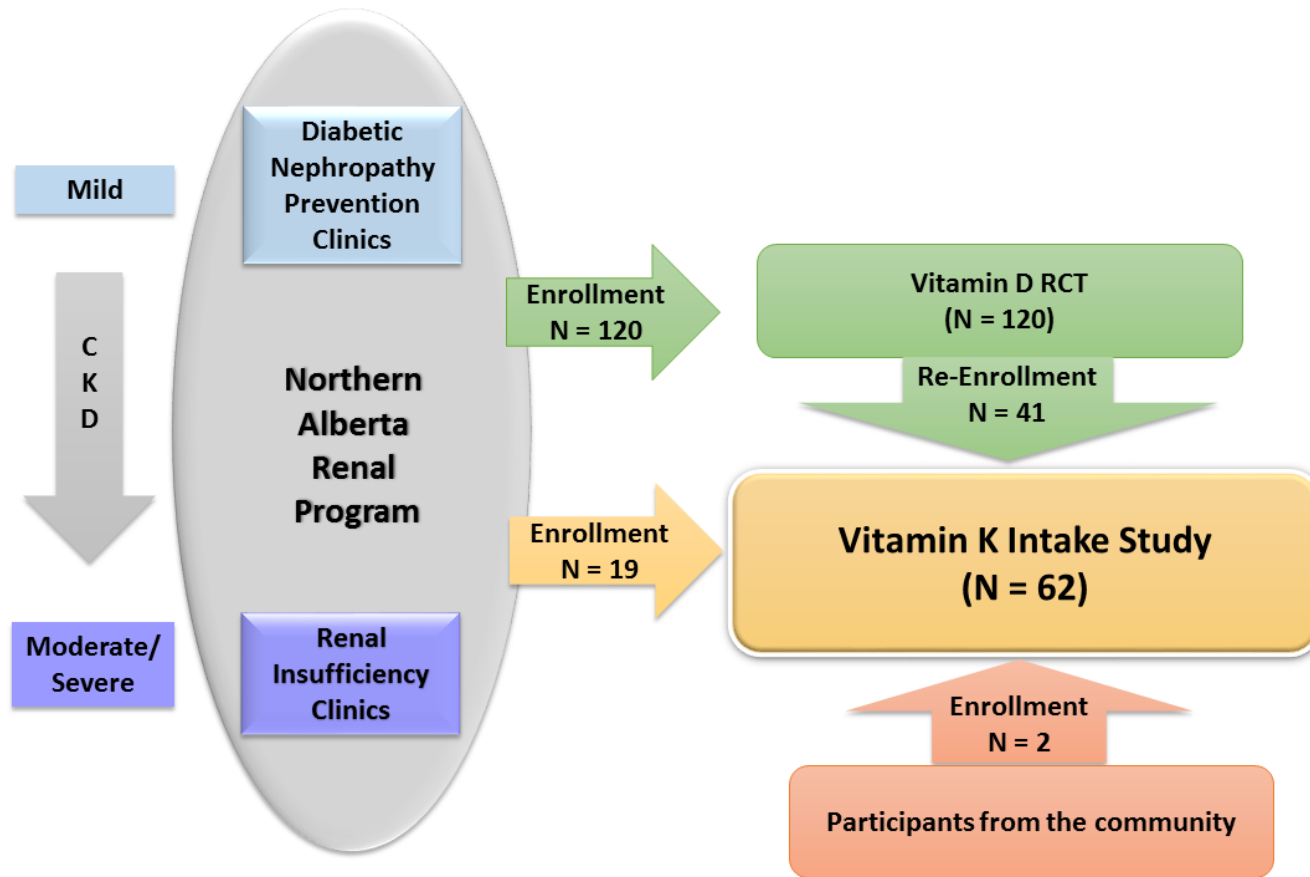 Mild
C
K
D
Moderate/
Severe
Diabetic
Nephropathy
Prevention
Clinics
Northern
Alberta
Renal
Program
Renal
Insufficiency
Clinics
Enrollment
N = 120
Vitamin D RCT
(N = 120)
Re-Enrollment
N = 41
Enrollment
N = 19
Vitamin K Intake Study
(N = 62)
Enrollment
N = 2
Participants from the community